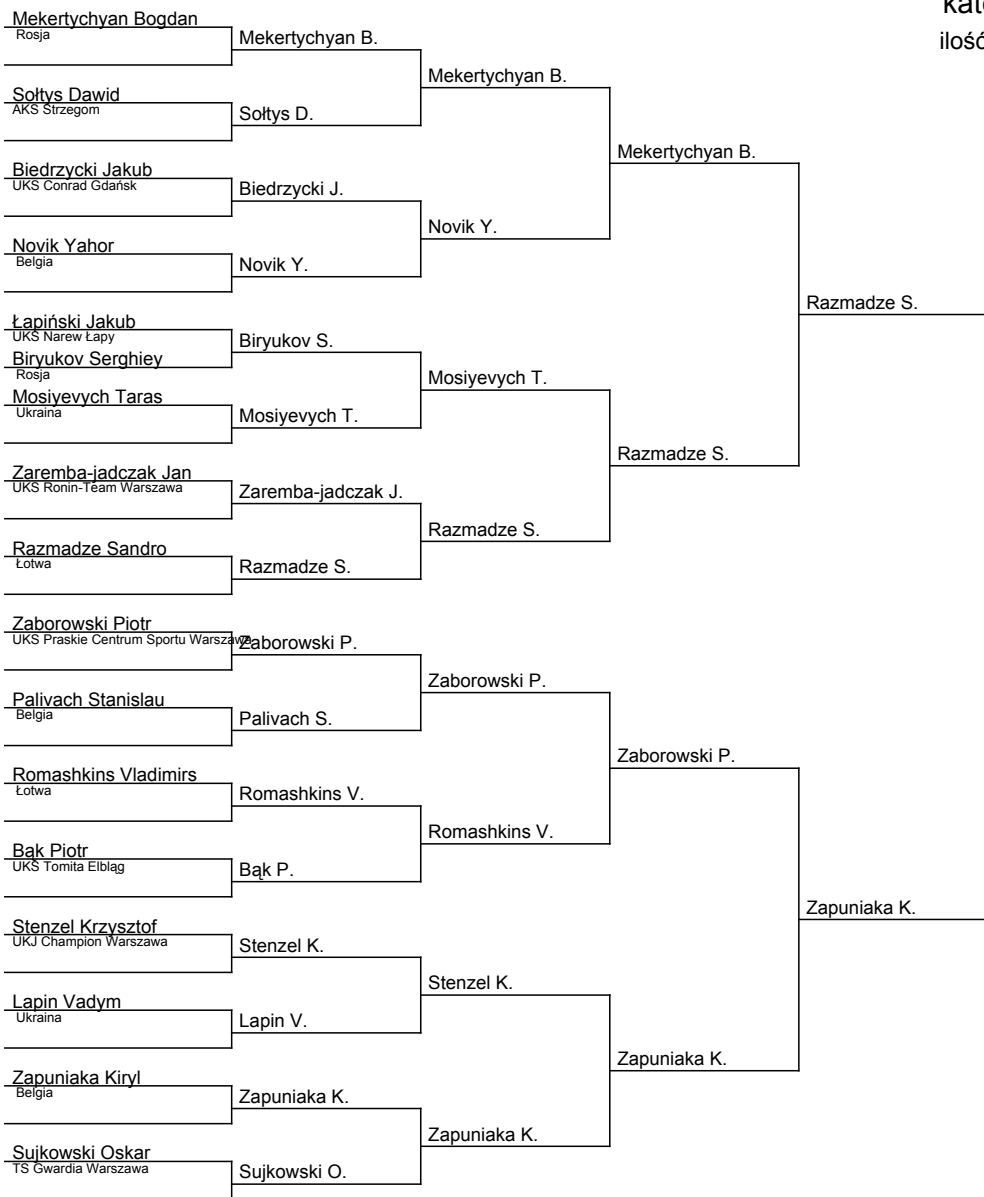 kate
ilość
Mekertychyan Bogdan
Rosja
Mekertychyan B.
Mekertychyan B.
Sołtys Dawid
AKS Strzegom
Sołtys D.
Mekertychyan B.
Biedrzycki Jakub
UKS Conrad Gdańsk
Biedrzycki J.
Novik Y.
Novik Yahor
Belgia
Novik Y.
Razmadze S.
Łapiński Jakub
UKS Narew Łapy
Biryukov S.
Biryukov Serghiey
Rosja
Mosiyevych T.
Mosiyevych Taras
Ukraina
Mosiyevych T.
Razmadze S.
Zaremba-jadczak Jan
UKS Ronin-Team Warszawa
Zaremba-jadczak J.
Razmadze S.
Razmadze Sandro
Łotwa
Razmadze S.
Zaborowski Piotr
UKS Praskie Centrum Sportu Warszawa
Zaborowski P.
Zaborowski P.
Palivach Stanislau
Belgia
Palivach S.
Zaborowski P.
Romashkins Vladimirs
Łotwa
Romashkins V.
Romashkins V.
Bąk Piotr
UKS Tomita Elbląg
Bąk P.
Zapuniaka K.
Stenzel Krzysztof
UKJ Champion Warszawa
Stenzel K.
Stenzel K.
Lapin Vadym
Ukraina
Lapin V.
Zapuniaka K.
Zapuniaka Kiryl
Belgia
Zapuniaka K.
Zapuniaka K.
Sujkowski Oskar
TS Gwardia Warszawa
Sujkowski O.